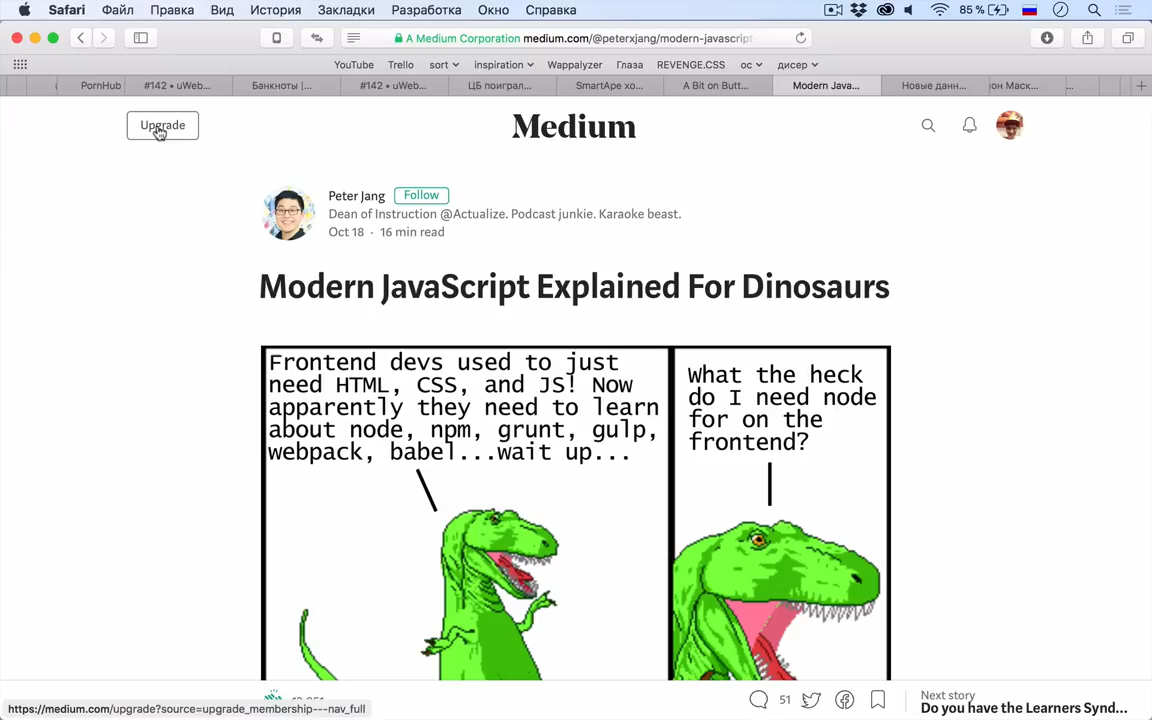 Safari Файл Правка Вид История Закладки Разработка Окно Справка 85 %
A Medium Corporation medium.com/@peterxjang/modern-javascript-
YouTube Trello sort inspiration Wappalyzer Глаза REVENGE.CSS ос дисер
PornHub #142 • uWeb... Банкноты |... #142 • uWeb... ЦБ поиграл... SmartApe хо... A Bit on Butt... Modern Java... Новые данн... он Маск...
Upgrade
Medium
Peter Jang Follow
Dean of Instruction @Actualize. Podcast junkie. Karaoke beast.
Oct 18 · 16 min read
Modern JavaScript Explained For Dinosaurs
Frontend devs used to just
need HTML, CSS, and JS! Now
apparently they need to learn
about node, npm, grunt, gulp,
webpack, babel...wait up...
What the heck
do I need node
for on the
frontend?
51
Next story
Do you have the Learners Synd...
https://medium.com/upgrade?source=upgrade_membership---nav_full